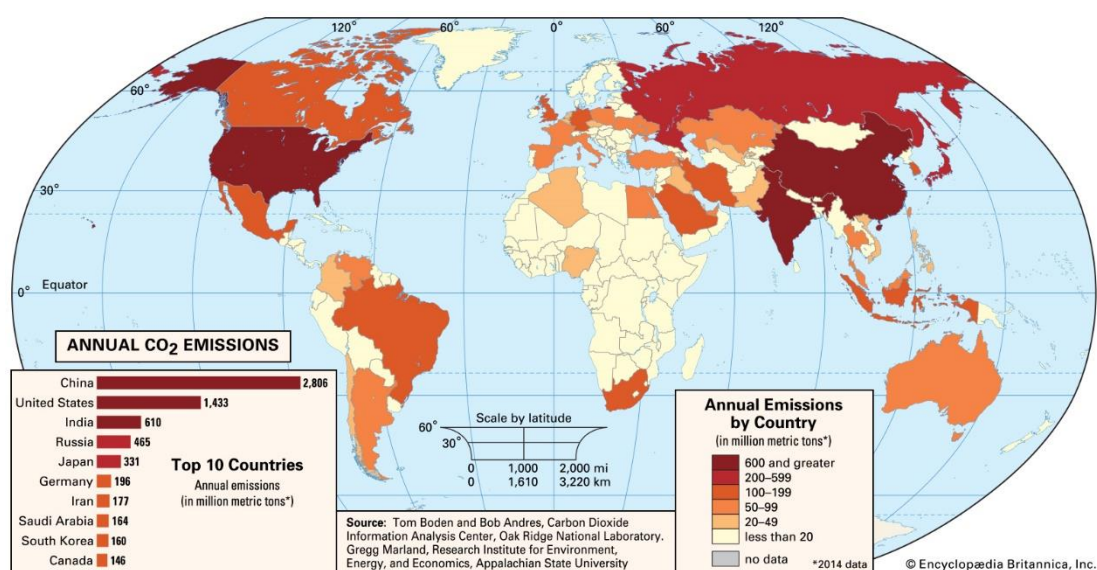 120° 60° 0° 60° 120°
60°
30°
Equator
0°
ANNUAL CO₂ EMISSIONS
China 2,806
United States 1,433
India 610
Russia 465
Japan 331
Germany 196
Iran 177
Saudi Arabia 164
South Korea 160
Canada 146
Top 10 Countries
Annual emissions
(in million metric tons*)
Scale by latitude
60°
30°
0 1,000 2,000 mi
0 1,610 3,220 km
Source: Tom Boden and Bob Andres, Carbon Dioxide
Information Analysis Center, Oak Ridge National Laboratory.
Gregg Marland, Research Institute for Environment,
Energy, and Economics, Appalachian State University
Annual Emissions
by Country
(in million metric tons*)
600 and greater
200–599
100–199
50–99
20–49
less than 20
no data
*2014 data
© Encyclopædia Britannica, Inc.